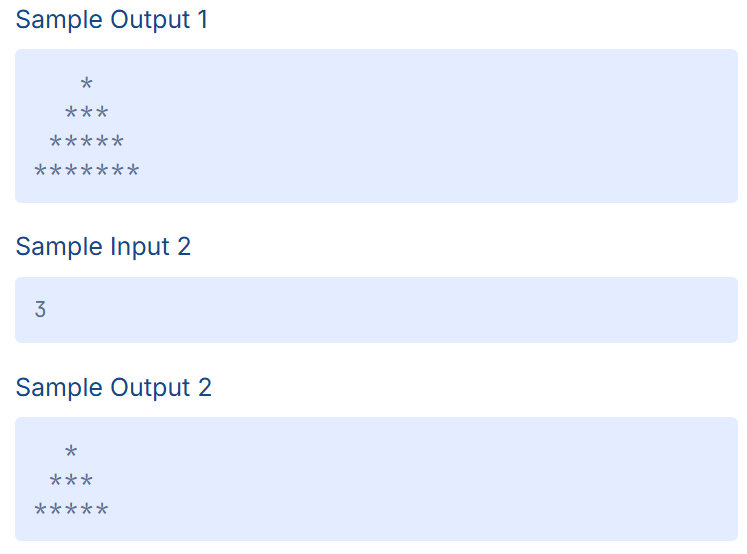 Sample Output 1
   *
  ***
 *****
*******
Sample Input 2
3
Sample Output 2
  *
 ***
*****